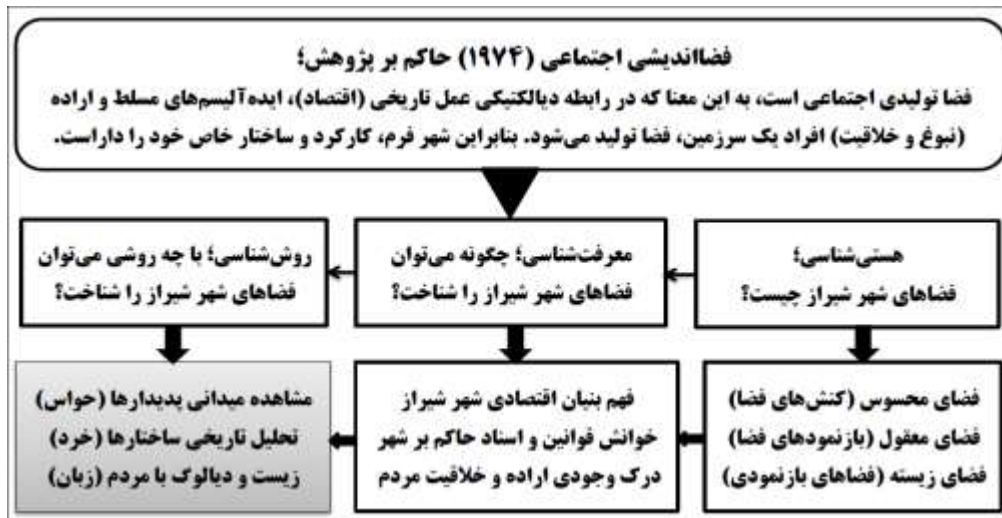 فضااندیشی اجتماعی (۱۹۷۴) حاکم بر پژوهش؛
فضا تولیدی اجتماعی است، به این معنا که در رابطه دیالکتیکی عمل تاریخی (اقتصاد)، ایده‌آلیسم‌های مسلط و اراده
(نبوغ و خلاقیت) افراد یک سرزمین، فضا تولید می‌شود. بنابراین شهر فرم، کارکرد و ساختار خاص خود را داراست.
هستی‌شناسی؛
فضاهای شهر شیراز چیست؟
معرفت‌شناسی؛ چگونه می‌توان
فضاهای شهر شیراز را شناخت؟
روش‌شناسی؛ با چه روشی می‌توان
فضاهای شهر شیراز را شناخت؟
فضای محسوس (کنش‌های فضا)
فضای معقول (بازنمودهای فضا)
فضای زیسته (فضاهای بازنمودی)
فهم بنیان اقتصادی شهر شیراز
خوانش قوانین و اسناد حاکم بر شهر
درک وجودی اراده و خلاقیت مردم
مشاهده میدانی پدیدارها (حواس)
تحلیل تاریخی ساختارها (خرد)
زیست و دیالوگ با مردم (زبان)